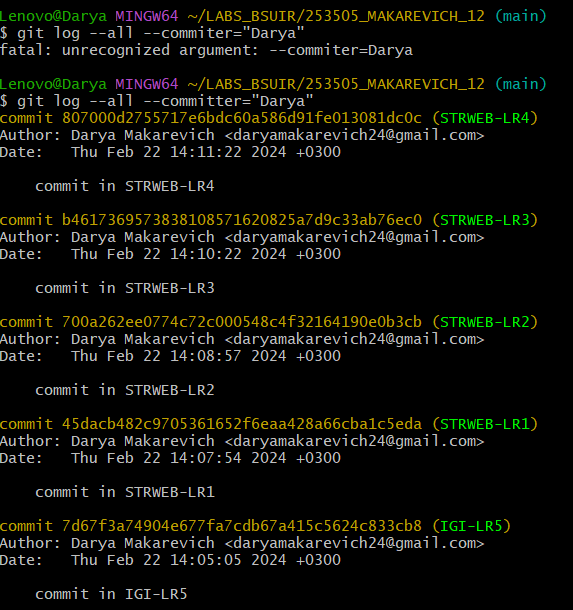 Lenovo@Darya MINGW64 ~/LABS_BSUIR/253505_MAKAREVICH_12 (main)
$ git log --all --commiter="Darya"
fatal: unrecognized argument: --commiter=Darya
Lenovo@Darya MINGW64 ~/LABS_BSUIR/253505_MAKAREVICH_12 (main)
$ git log --all --committer="Darya"
commit 807000d2755717e6bdc60a586d91fe013081dc0c (STRWEB-LR4)
Author: Darya Makarevich <daryamakarevich24@gmail.com>
Date:   Thu Feb 22 14:11:22 2024 +0300
commit in STRWEB-LR4
commit b4617369573838108571620825a7d9c33ab76ec0 (STRWEB-LR3)
Author: Darya Makarevich <daryamakarevich24@gmail.com>
Date:   Thu Feb 22 14:10:22 2024 +0300
commit in STRWEB-LR3
commit 700a262ee0774c72c000548c4f32164190e0b3cb (STRWEB-LR2)
Author: Darya Makarevich <daryamakarevich24@gmail.com>
Date:   Thu Feb 22 14:08:57 2024 +0300
commit in STRWEB-LR2
commit 45dacb482c9705361652f6eaa428a66cba1c5eda (STRWEB-LR1)
Author: Darya Makarevich <daryamakarevich24@gmail.com>
Date:   Thu Feb 22 14:07:54 2024 +0300
commit in STRWEB-LR1
commit 7d67f3a74904e677fa7cdb67a415c5624c833cb8 (IGI-LR5)
Author: Darya Makarevich <daryamakarevich24@gmail.com>
Date:   Thu Feb 22 14:05:05 2024 +0300
commit in IGI-LR5